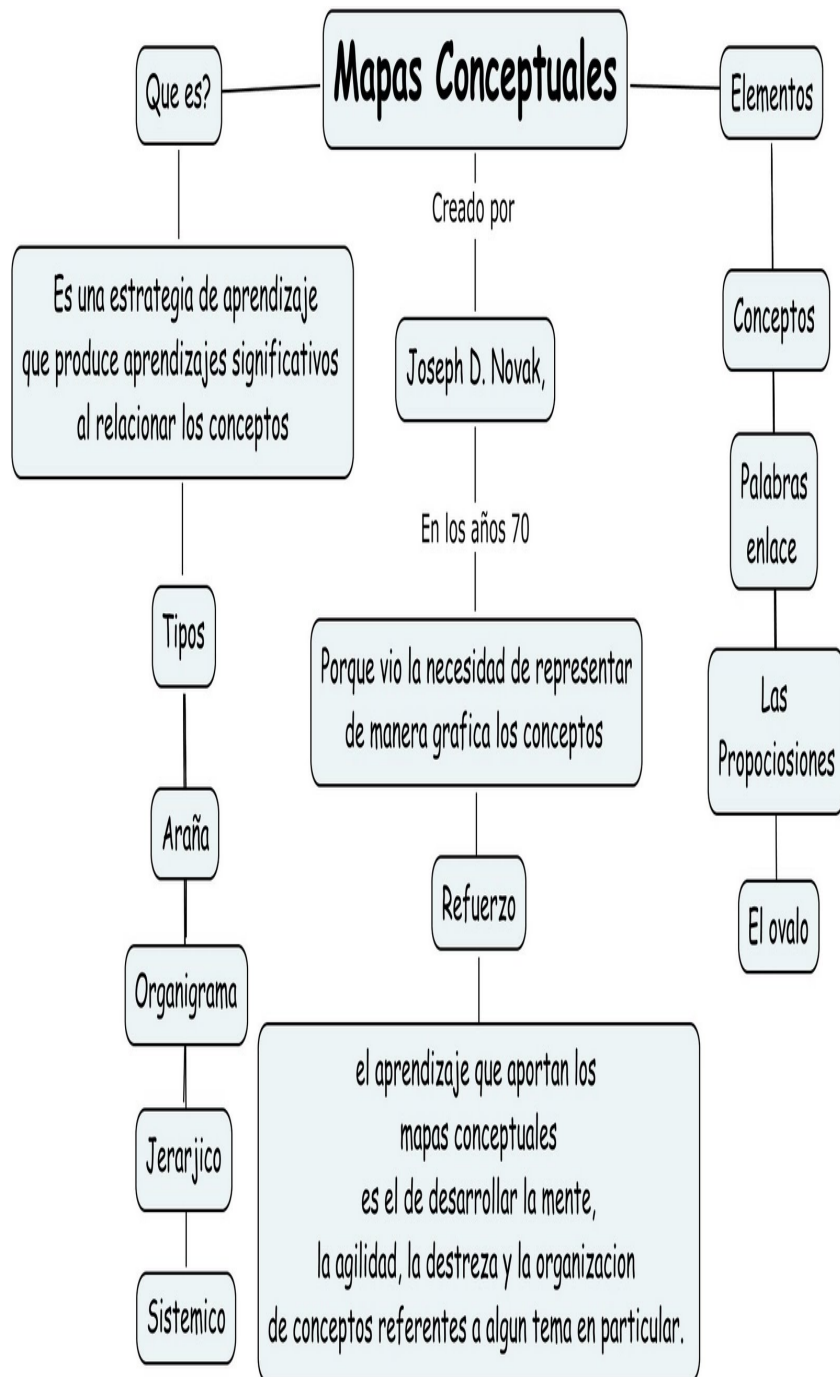 Mapas Conceptuales
Que es?
Es una estrategia de aprendizaje
que produce aprendizajes significativos
al relacionar los conceptos
Tipos
Araña
Organigrama
Jerarjico
Sistemico
Creado por
Joseph D. Novak,
En los años 70
Porque vio la necesidad de representar
de manera grafica los conceptos
Refuerzo
el aprendizaje que aportan los
mapas conceptuales
es el de desarrollar la mente,
la agilidad, la destreza y la organizacion
de conceptos referentes a algun tema en particular.
Elementos
Conceptos
Palabras
enlace
Las
Propociosiones
El ovalo